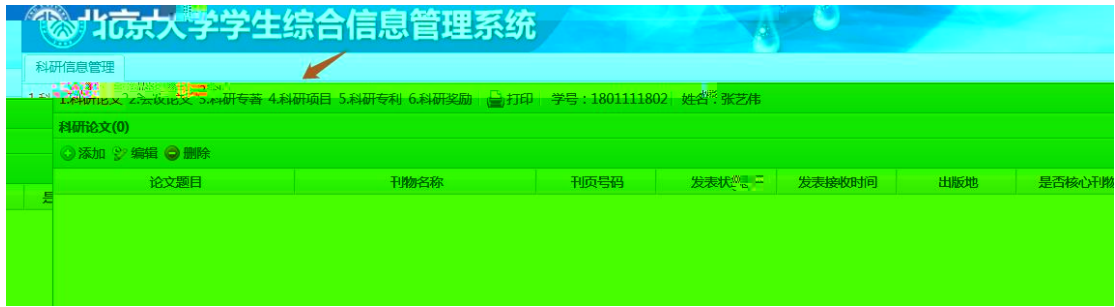 北京大学学生综合信息管理系统
科研信息管理
1.科研论文 2.会议论文 3.科研专著 4.科研项目 5.科研专利 6.科研奖励 打印 学号：1801111802 姓名：张艺伟
科研论文(0)
添加 编辑 删除
论文题目 刊物名称 刊页号码 发表状态 发表接收时间 出版地 是否核心刊物